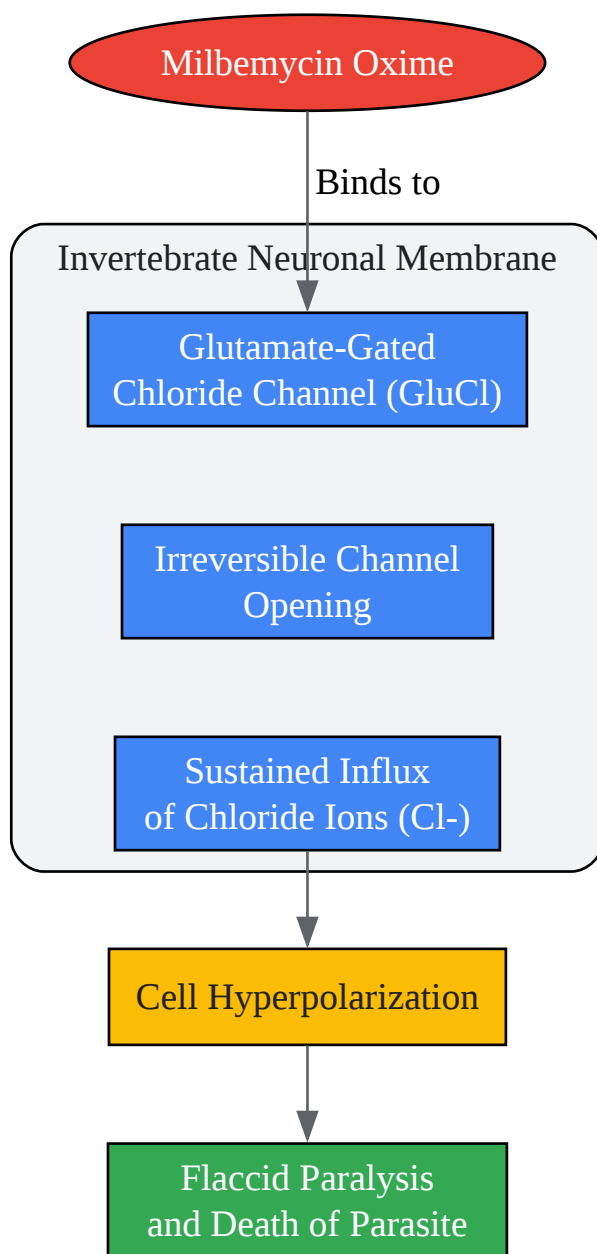 Milbemycin Oxime
Binds to
Invertebrate Neuronal Membrane
Glutamate-Gated
Chloride Channel (GluCl)
Irreversible Channel
Opening
Sustained Influx
of Chloride Ions (Cl-)
Cell Hyperpolarization
Flaccid Paralysis
and Death of Parasite